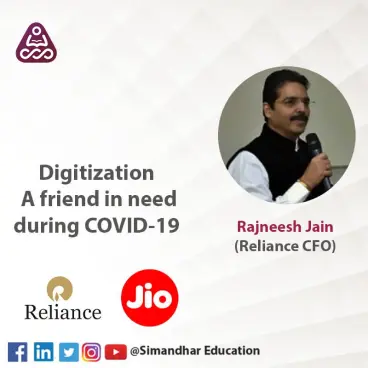 Digitization
A friend in need
during COVID-19
Rajneesh Jain
(Reliance CFO)
Reliance
Jio
@Simandhar Education